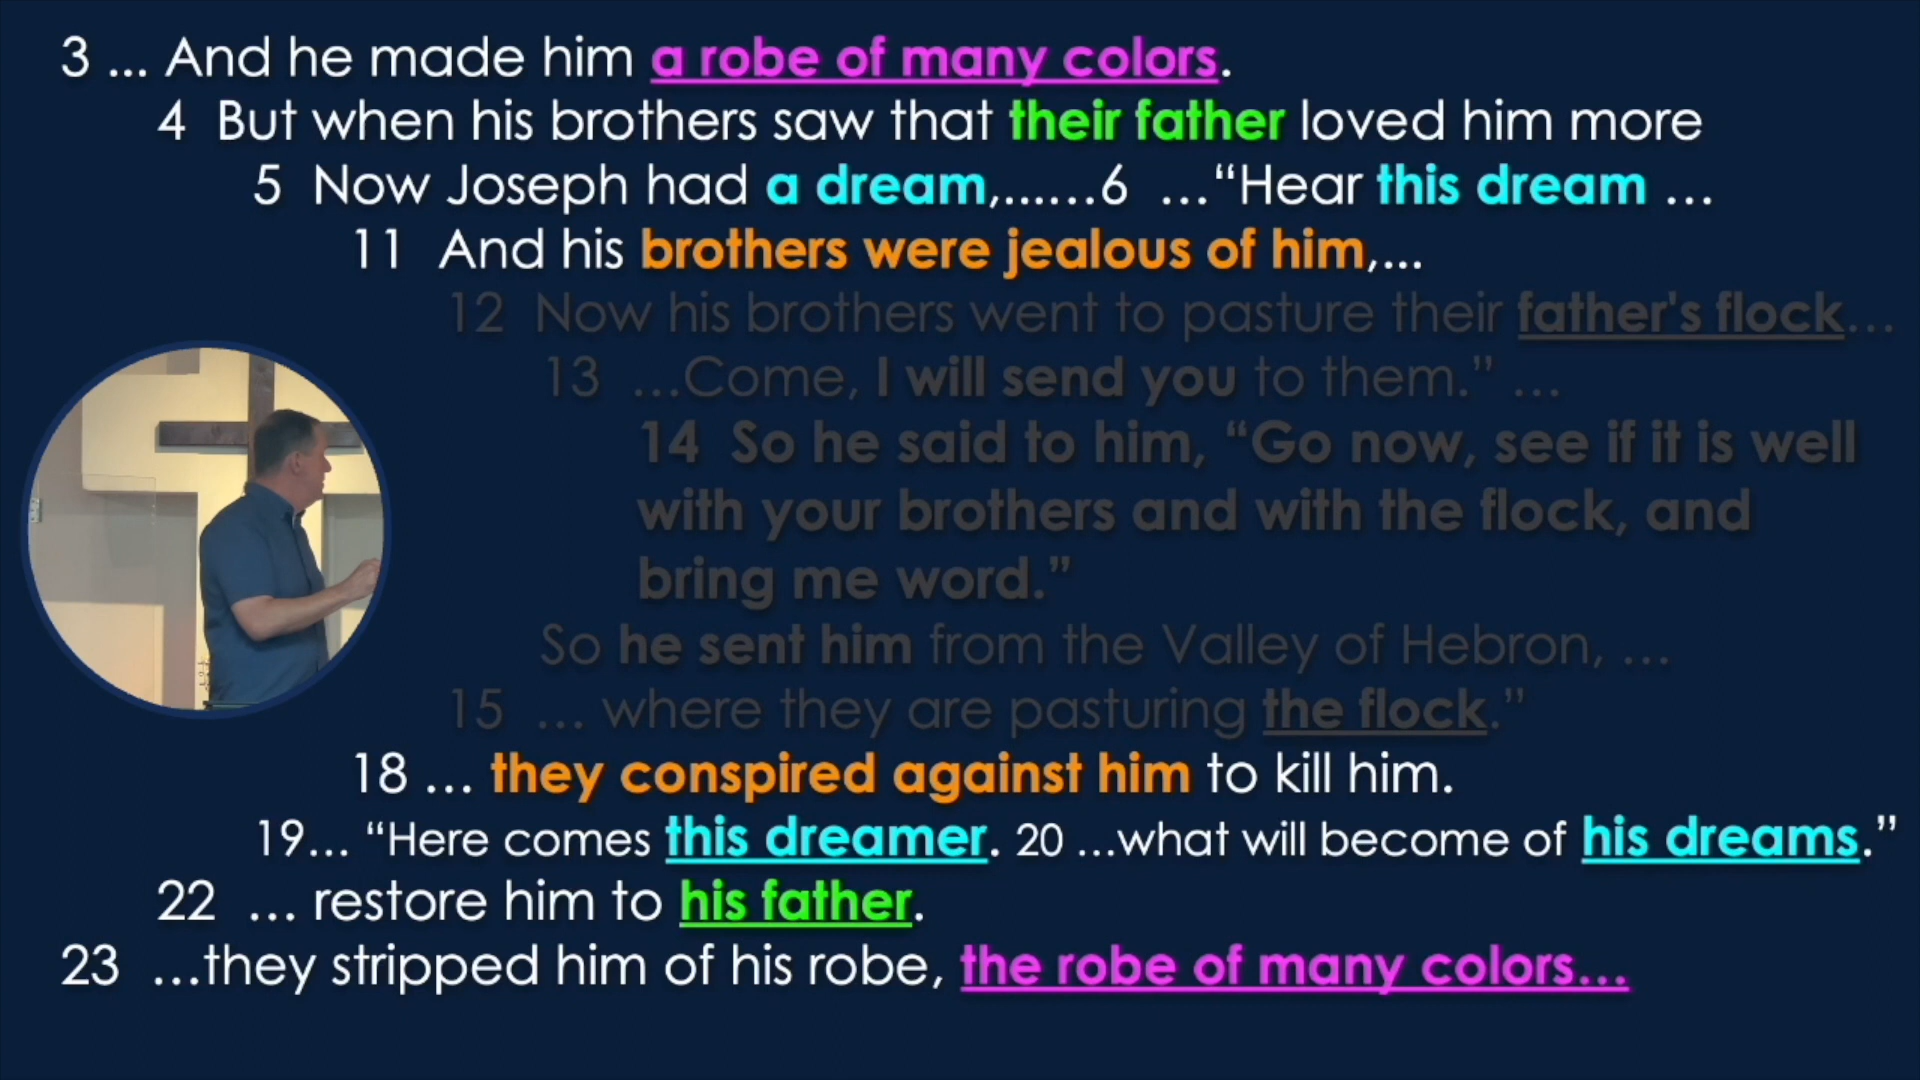 3 ... And he made him a robe of many colors.
4 But when his brothers saw that their father loved him more
5 Now Joseph had a dream,......6 ..."Hear this dream ...
11 And his brothers were jealous of him,...
12 Now his brothers went to pasture their father's flock...
13 ...Come, I will send you to them." ...
14 So he said to him, “Go now, see if it is well
with your brothers and with the flock, and
bring me word.”
So he sent him from the Valley of Hebron, ...
15 ... where they are pasturing the flock.”
18 ... they conspired against him to kill him.
19... “Here comes this dreamer. 20 ...what will become of his dreams.”
22 ... restore him to his father.
23 ...they stripped him of his robe, the robe of many colors...